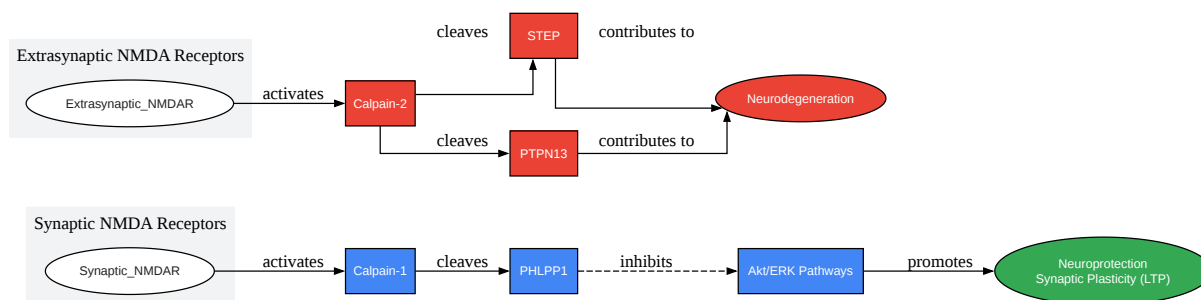 cleaves
STEP
contributes to
Extrasynaptic NMDA Receptors
Extrasynaptic_NMDAR
activates
Calpain-2
Neurodegeneration
cleaves
PTPN13
contributes to
Synaptic NMDA Receptors
Synaptic_NMDAR
activates
Calpain-1
cleaves
PHLPP1
inhibits
Akt/ERK Pathways
promotes
Neuroprotection
Synaptic Plasticity (LTP)